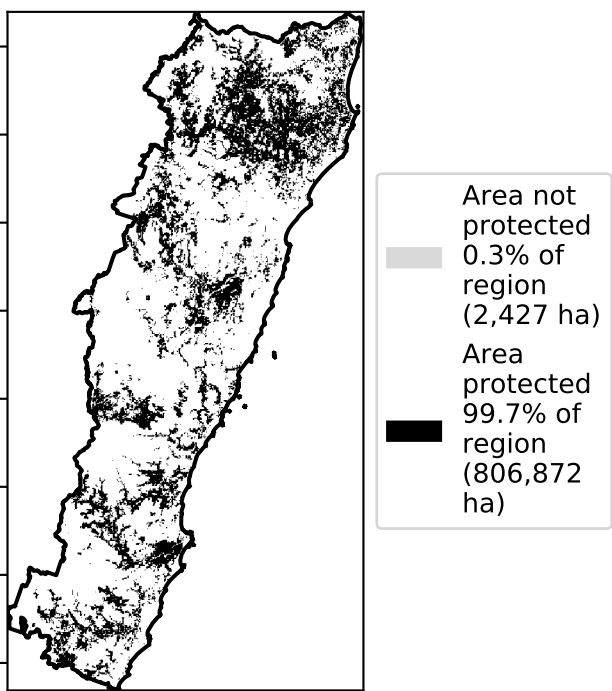 Area not
protected
0.3% of
region
(2,427 ha)
Area
protected
99.7% of
region
(806,872
ha)